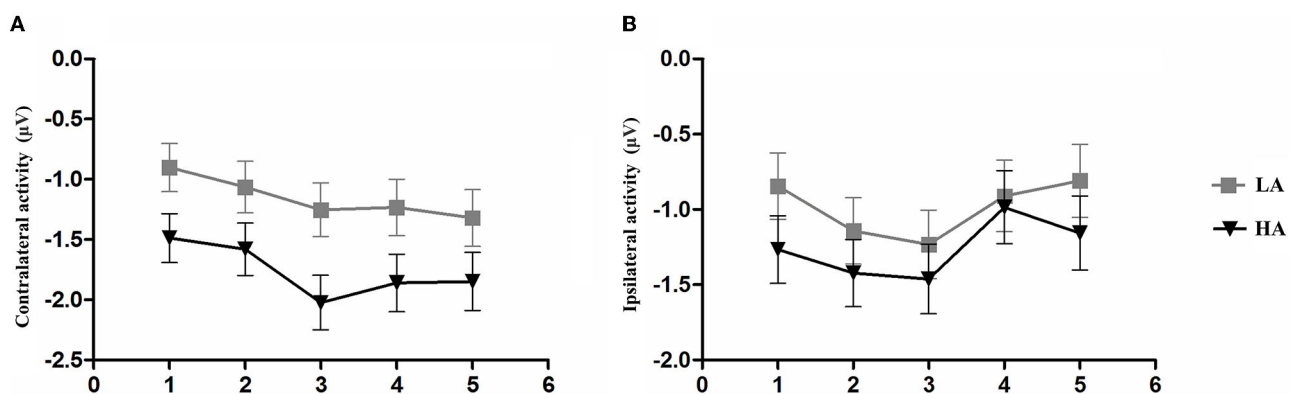 A
Contralateral activity (µV)
0.0
-0.5
-1.0
-1.5
-2.0
-2.5
0 1 2 3 4 5 6
B
Ipsilateral activity (µV)
0.0
-0.5
-1.0
-1.5
-2.0
0 1 2 3 4 5 6
LA
HA